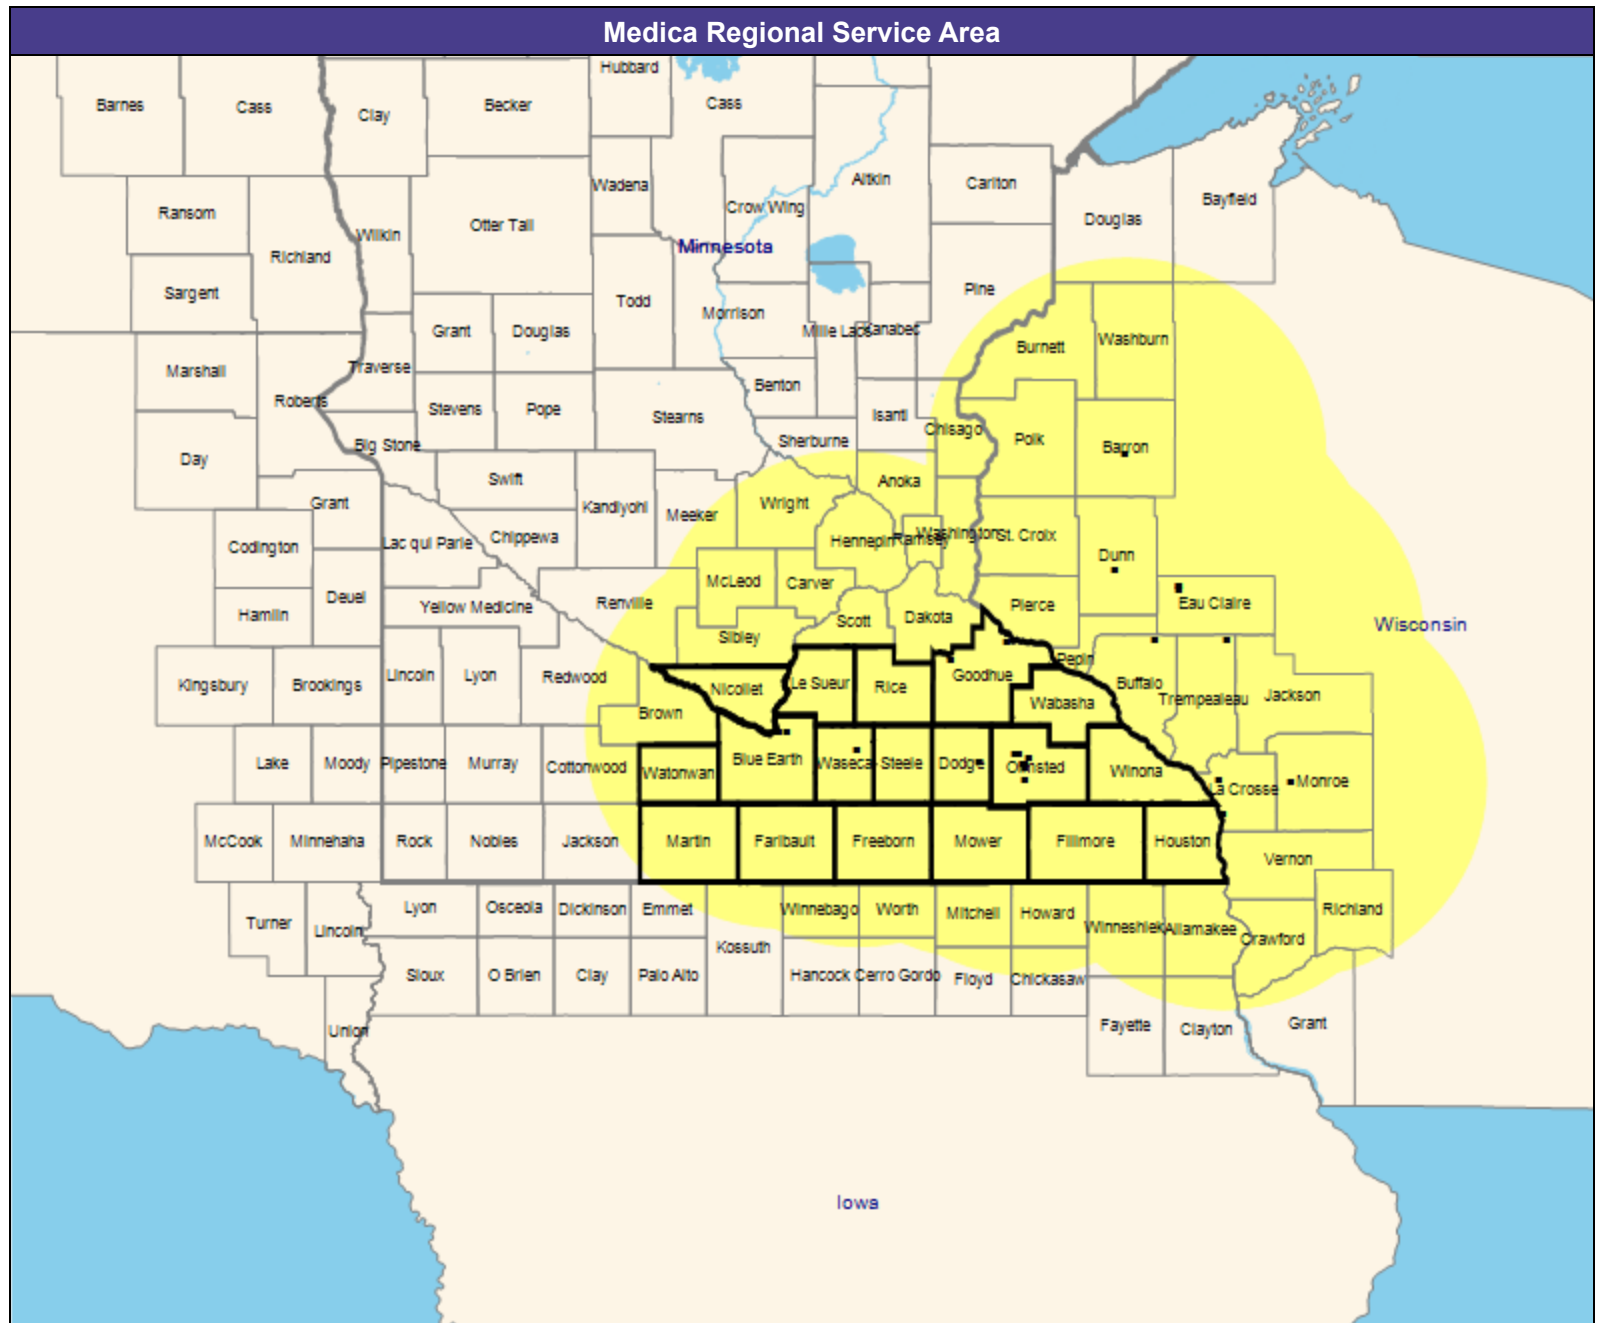 Medica Regional Service Area
Hubbard
Barnes
Cass
Clay
Becker
Cass
Wadena
Aitkin
Carlton
Crow Wing
Ransom
Bayfield
Douglas
Otter Tail
Wilkin
Minnesota
Richland
Sargent
Pine
Todd
Morrison
Grant
Douglas
Mille Lacs
Kanabec
Burnett
Washburn
Marshall
Traverse
Roberts
Benton
Stevens
Pope
Stearns
Isanti
Chisago
Polk
Barron
Big Stone
Sherburne
Day
Swift
Anoka
Grant
Kandiyohi
Meeker
Wright
Codington
Lac qui Parle
Chippewa
Hennepin
Ramsey
Washington
St. Croix
Dunn
McLeod
Carver
Deuel
Yellow Medicine
Renville
Hamlin
Scott
Dakota
Pierce
Eau Claire
Wisconsin
Sibley
Pepin
Kingsbury
Brookings
Lincoln
Lyon
Redwood
Nicollet
Le Sueur
Rice
Goodhue
Buffalo
Trempealeau
Jackson
Wabasha
Brown
Lake
Moody
Pipestone
Murray
Cottonwood
Watonwan
Blue Earth
Waseca
Steele
Dodge
Olmsted
Winona
La Crosse
Monroe
McCook
Minnehaha
Rock
Nobles
Jackson
Martin
Faribault
Freeborn
Mower
Fillmore
Houston
Vernon
Turner
Lincoln
Lyon
Osceola
Dickinson
Emmet
Winnebago
Worth
Mitchell
Howard
Winneshiek
Allamakee
Crawford
Richland
Kossuth
Sioux
O Brien
Clay
Palo Alto
Hancock
Cerro Gordo
Floyd
Chickasaw
Union
Fayette
Clayton
Grant
Iowa